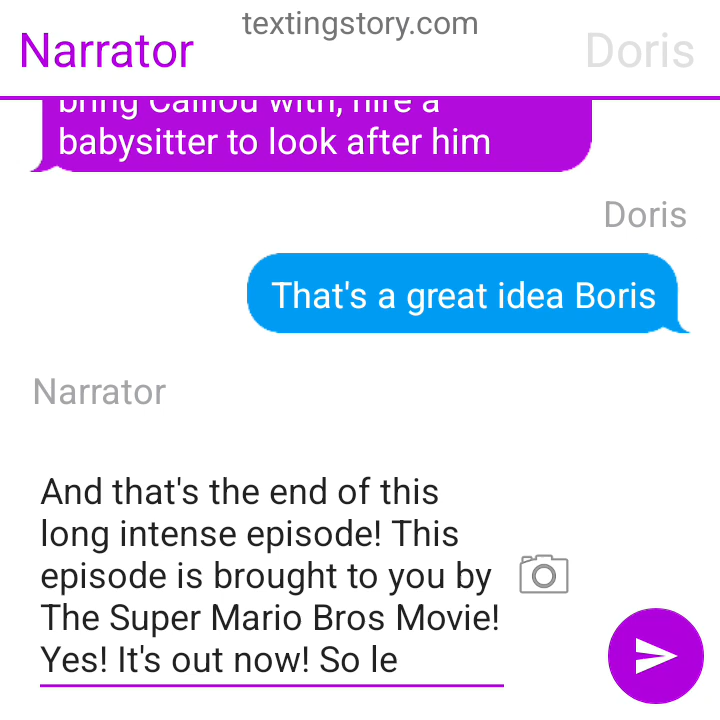 textingstory.com
Narrator
Doris
bring Caillou with, hire a
babysitter to look after him
Doris
That's a great idea Boris
Narrator
And that's the end of this
long intense episode! This
episode is brought to you by
The Super Mario Bros Movie!
Yes! It's out now! So le